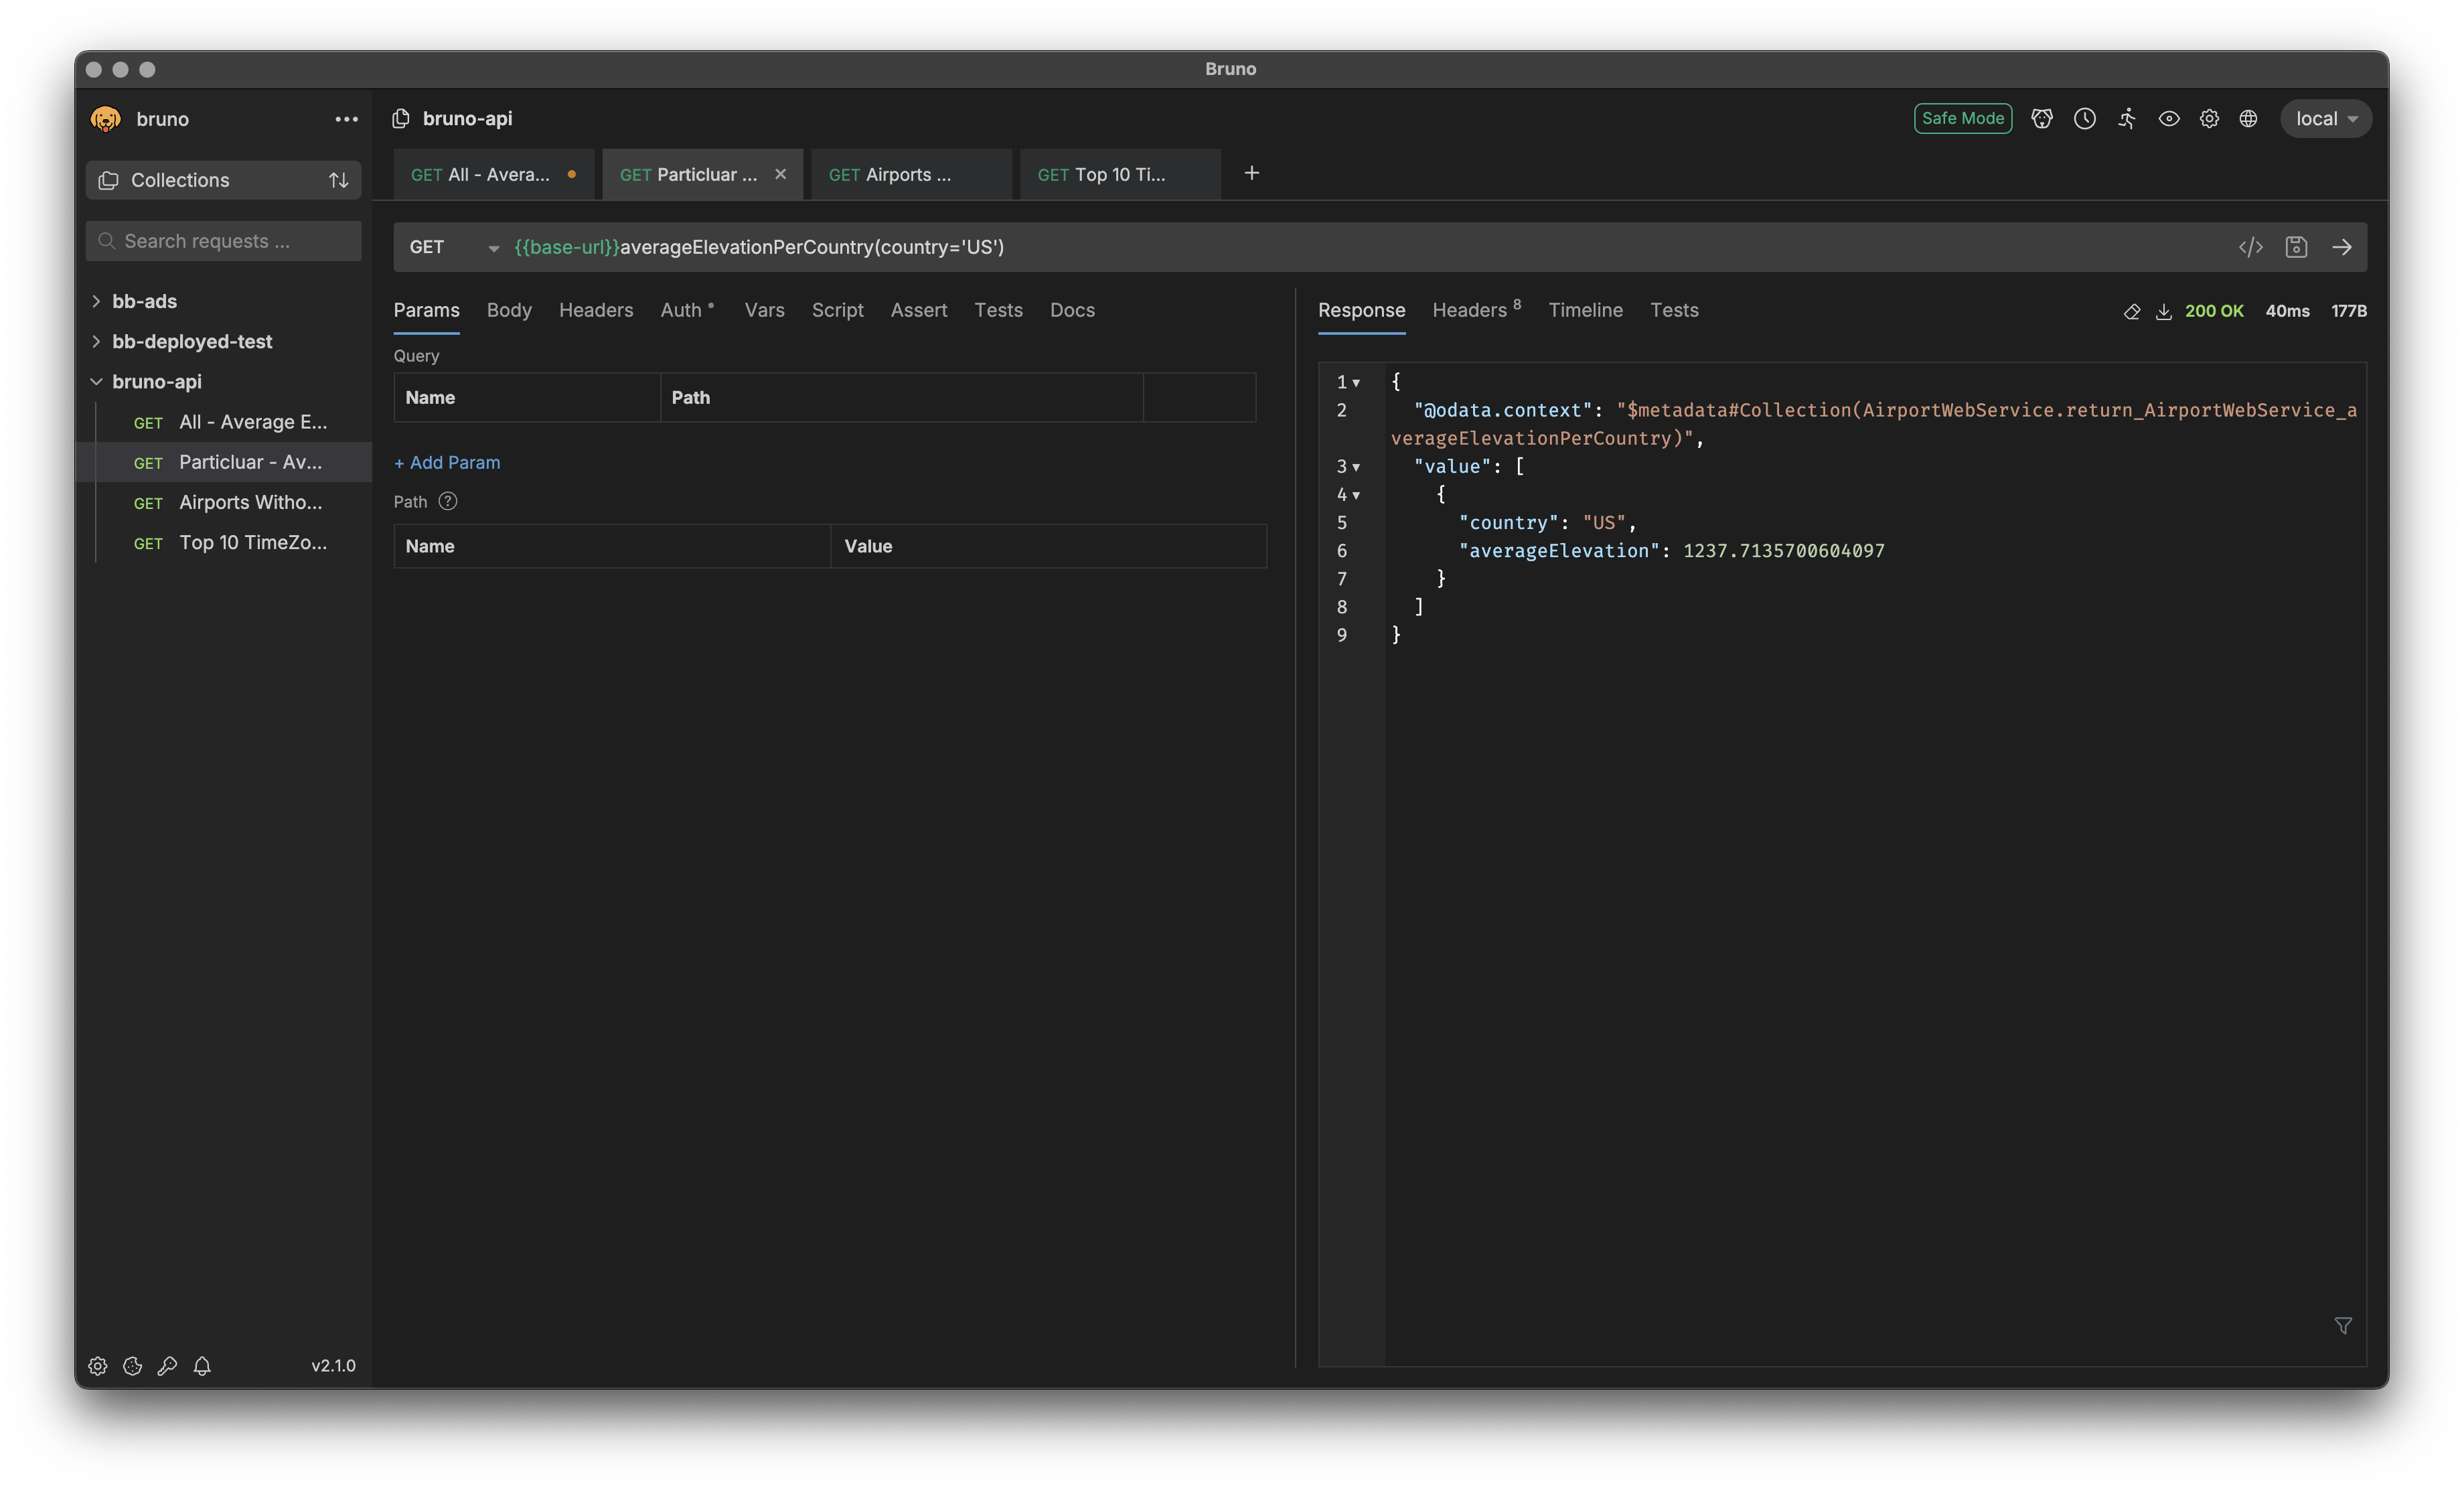 Bruno
bruno
Collections
Search requests ...
bb-ads
bb-deployed-test
bruno-api
GET All - Average E...
GET Particluar - Av...
GET Airports Witho...
GET Top 10 TimeZo...
v2.1.0
bruno-api
Safe Mode
local
GET All - Avera...
GET Particluar ...
GET Airports ...
GET Top 10 Ti...
GET {{base-url}}averageElevationPerCountry(country='US')
Params Body Headers Auth Vars Script Assert Tests Docs
Query
Name Path
+ Add Param
Path ?
Name Value
Response Headers 8 Timeline Tests
200 OK 40ms 177B
1 {
2 "@odata.context": "$metadata#Collection(AirportWebService.return_AirportWebService_a
verageElevationPerCountry)",
3 "value": [
4 {
5 "country": "US",
6 "averageElevation": 1237.7135700604097
7 }
8 ]
9 }